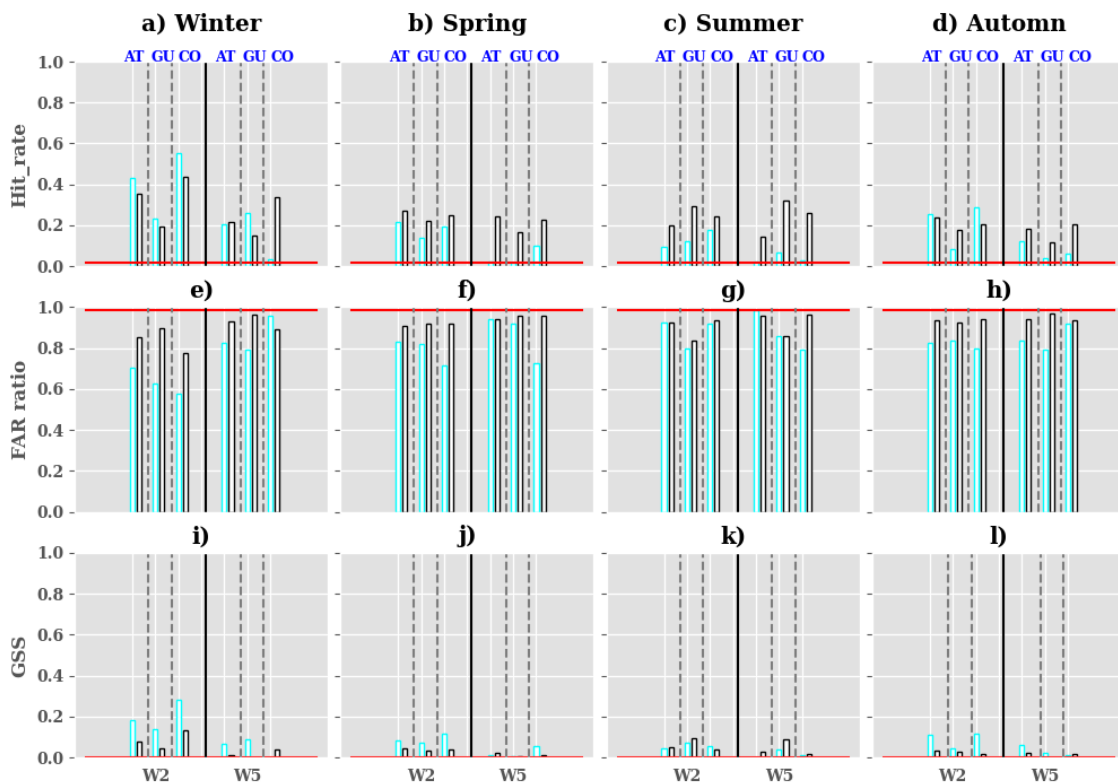 a) Winter b) Spring c) Summer d) Automn
AT GU CO AT GU CO AT GU CO AT GU CO AT GU CO AT GU CO AT GU CO AT GU CO
1.0
0.8
0.6
0.4
0.2
0.0
Hit_rate
e) f) g) h)
1.0
0.8
0.6
0.4
0.2
0.0
FAR ratio
i) j) k) l)
1.0
0.8
0.6
0.4
0.2
0.0
GSS
W2 W5 W2 W5 W2 W5 W2 W5